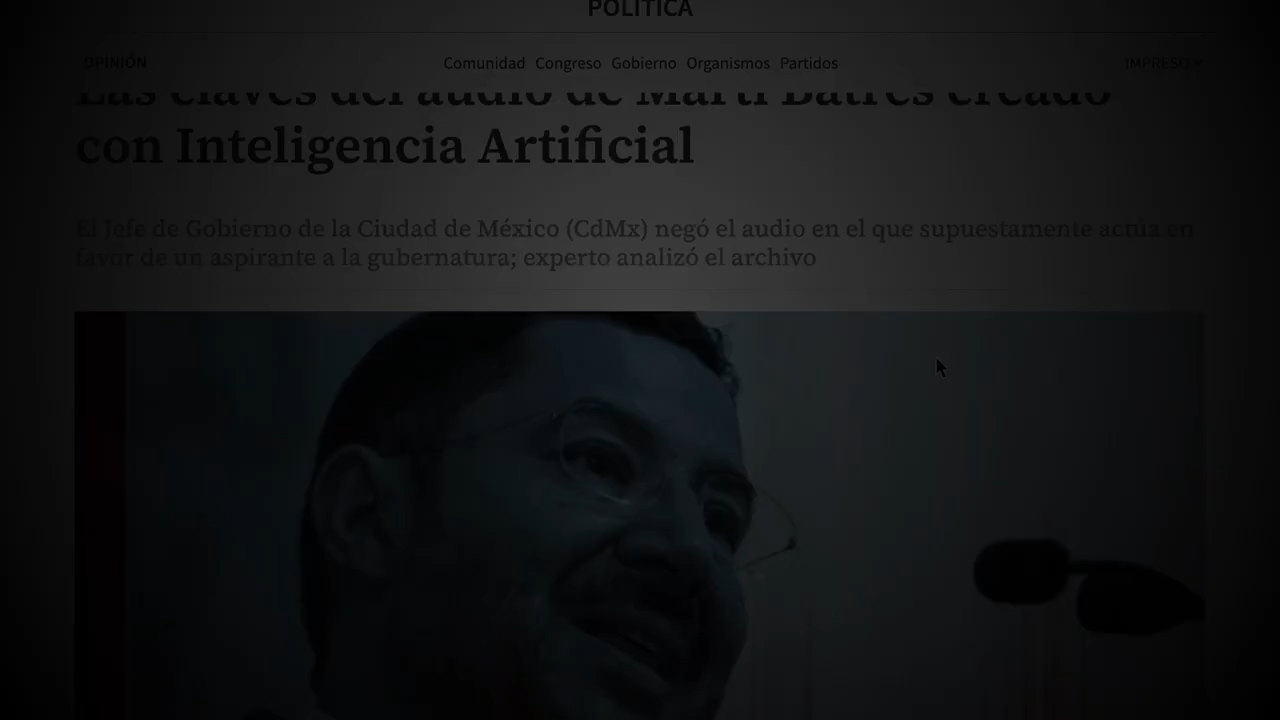 POLÍTICA
OPINIÓN
Comunidad Congreso Gobierno Organismos Partidos
IMPRESO
Las claves del audio de Martí Batres creado
con Inteligencia Artificial
El Jefe de Gobierno de la Ciudad de México (CdMx) negó el audio en el que supuestamente actúa en
favor de un aspirante a la gubernatura; experto analizó el archivo